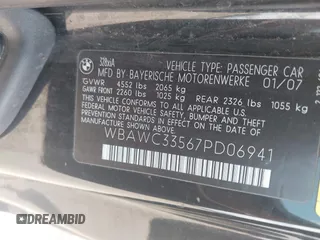 BMW
328xiA
VEHICLE TYPE: PASSENGER CAR
MFD BY BAYERISCHE MOTORENWERKE 01/07
GVWR 4552 lbs 2065 kg
FRONT 2260 lbs 1025 kg REAR 2326 lbs 1055 kg
WBAWC33567PD06941
THIS VEHICLE CONFORMS TO ALL APPLICABLE
FEDERAL MOTOR VEHICLE SAFETY, BUMPER,
AND THEFT PREVENTION STANDARDS
IN EFFECT ON THE DATE OF
MANUFACTURE SHOWN ABOVE
DREAMBID